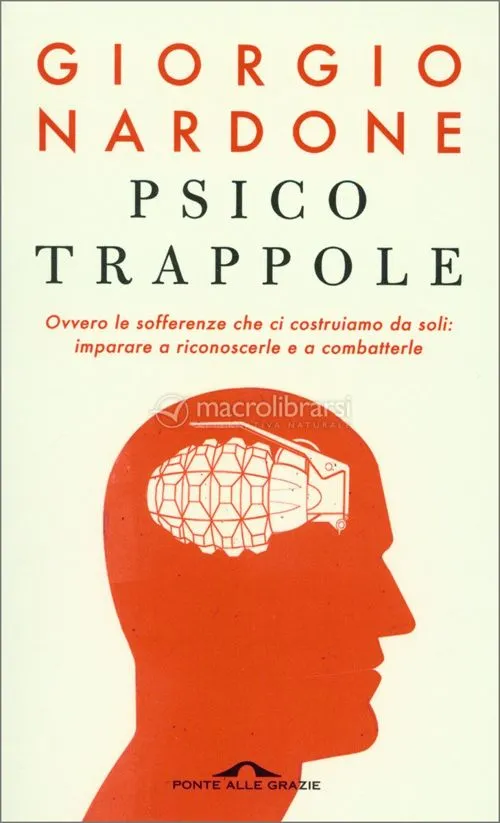 GIORGIO
NARDONE
PSICO
TRAPPOLE
Ovvero le sofferenze che ci costruiamo da soli:
imparare a riconoscerle e a combatterle
macrolibrarsi
NATURALE
PONTE ALLE GRAZIE